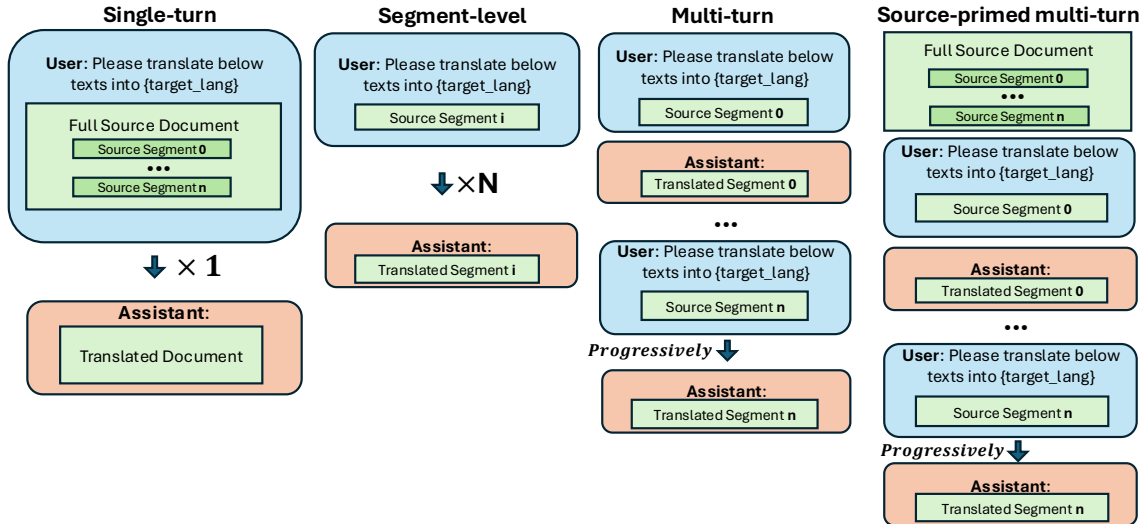 Single-turn
User: Please translate below
texts into {target_lang}
Full Source Document
Source Segment 0
...
Source Segment n
× 1
Assistant:
Translated Document
Segment-level
User: Please translate below
texts into {target_lang}
Source Segment i
×N
Assistant:
Translated Segment i
Multi-turn
User: Please translate below
texts into {target_lang}
Source Segment 0
Assistant:
Translated Segment 0
...
User: Please translate below
texts into {target_lang}
Source Segment n
Progressively
Assistant:
Translated Segment n
Source-primed multi-turn
Full Source Document
Source Segment 0
...
Source Segment n
User: Please translate below
texts into {target_lang}
Source Segment 0
Assistant:
Translated Segment 0
...
User: Please translate below
texts into {target_lang}
Source Segment n
Progressively
Assistant:
Translated Segment n